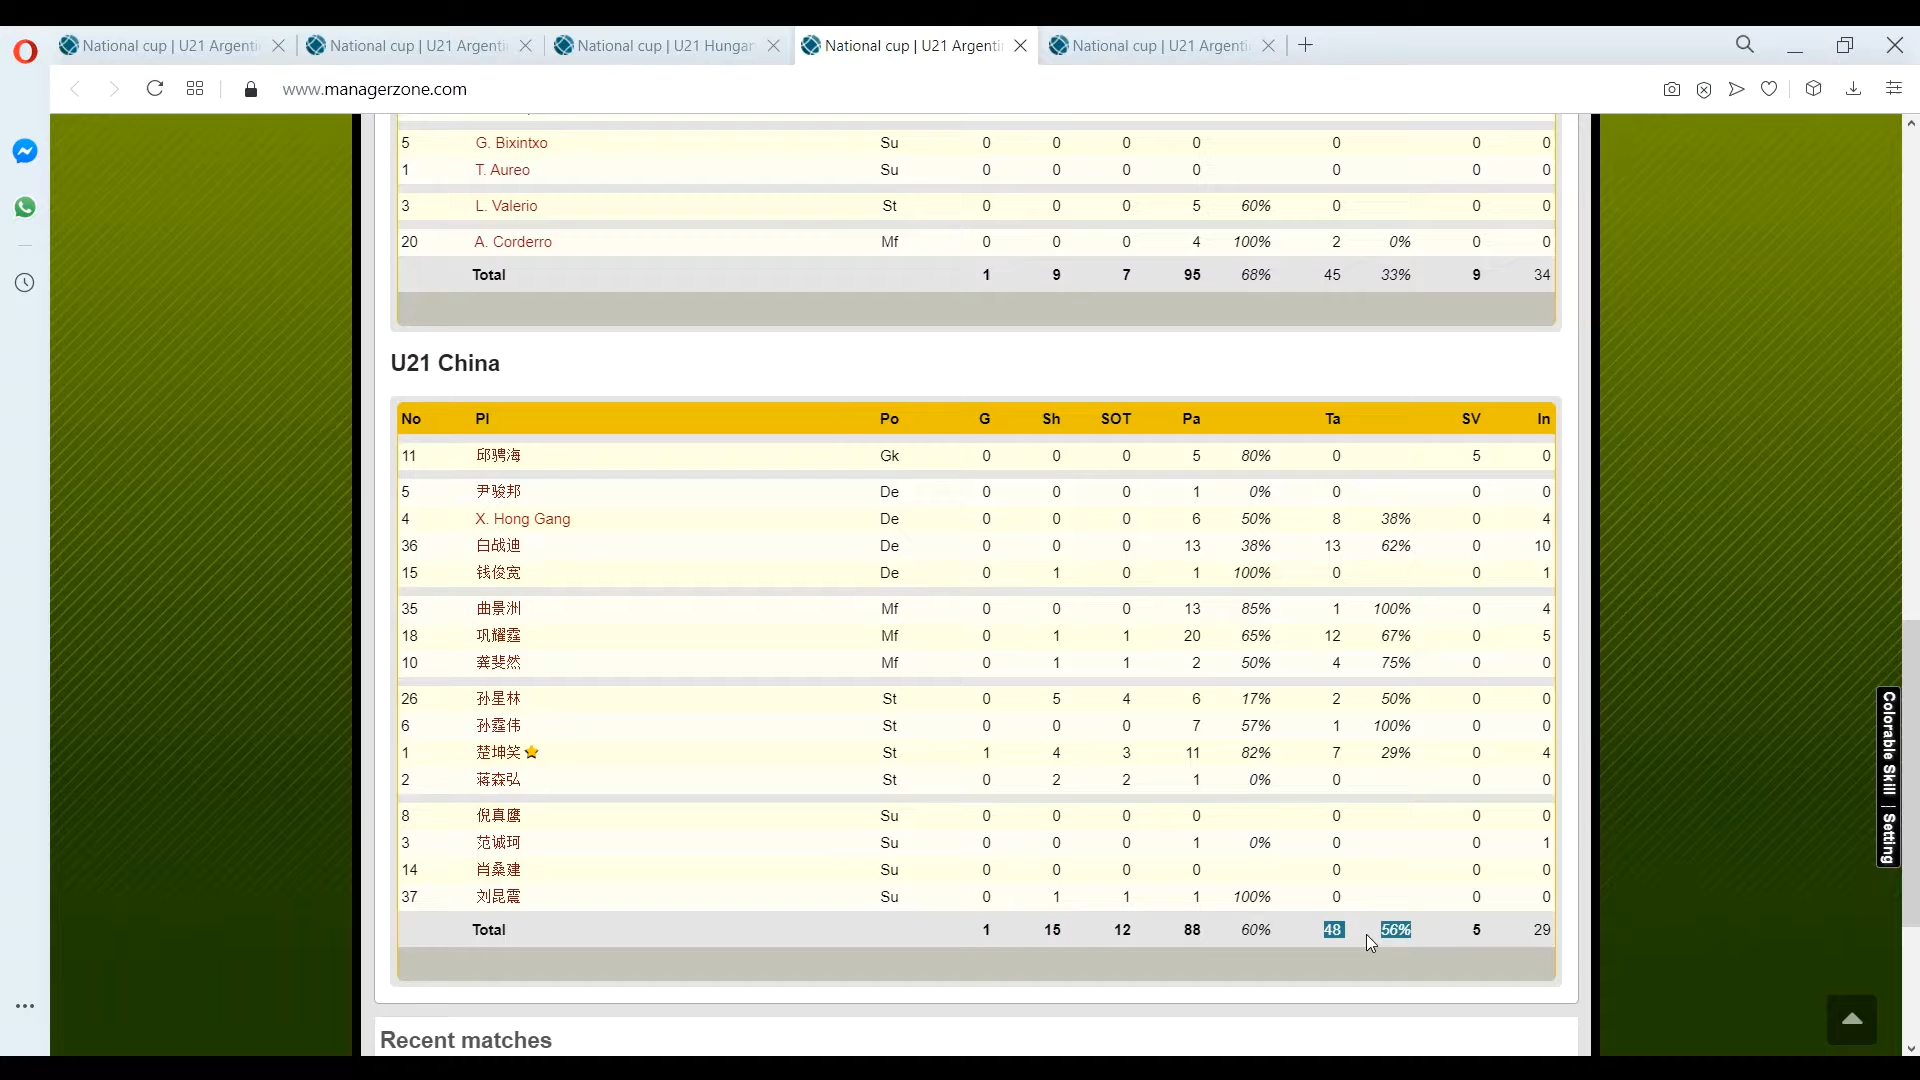 National cup | U21 Argenti
National cup | U21 Argenti
National cup | U21 Hungar
National cup | U21 Argenti
National cup | U21 Argenti
www.managerzone.com
5 G. Bixintxo Su 0 0 0 0 0 0 0
1 T. Aureo Su 0 0 0 0 0 0 0
3 L. Valerio St 0 0 0 5 60% 0 0 0
20 A. Corderro Mf 0 0 0 4 100% 2 0% 0 0
Total 1 9 7 95 68% 45 33% 9 34
U21 China
No Pl Po G Sh SOT Pa Ta SV In
11 邱骋海 Gk 0 0 0 5 80% 0 5 0
5 尹骏邦 De 0 0 0 1 0% 0 0 0
4 X. Hong Gang De 0 0 0 6 50% 8 38% 0 4
36 白战迪 De 0 0 0 13 38% 13 62% 0 10
15 钱俊宽 De 0 1 0 1 100% 0 0 1
35 曲景洲 Mf 0 0 0 13 85% 1 100% 0 4
18 巩耀霆 Mf 0 1 1 20 65% 12 67% 0 5
10 龚斐然 Mf 0 1 1 2 50% 4 75% 0 0
26 孙星林 St 0 5 4 6 17% 2 50% 0 0
6 孙霆伟 St 0 0 0 7 57% 1 100% 0 0
1 楚坤笑 St 1 4 3 11 82% 7 29% 0 4
2 蒋森弘 St 0 2 2 1 0% 0 0 0
8 倪真鹰 Su 0 0 0 0 0 0 0
3 范诚珂 Su 0 0 0 1 0% 0 0 1
14 肖桑建 Su 0 0 0 0 0 0 0
37 刘昆震 Su 0 1 1 1 100% 0 0 0
Total 1 15 12 88 60% 48 56% 5 29
Colorable Skill | Setting
Recent matches